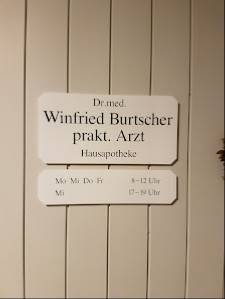 Dr.med.
Winfried Burtscher
prakt. Arzt
Hausapotheke
Mo Mi Do Fr 8–12 Uhr
Mi 17–19 Uhr